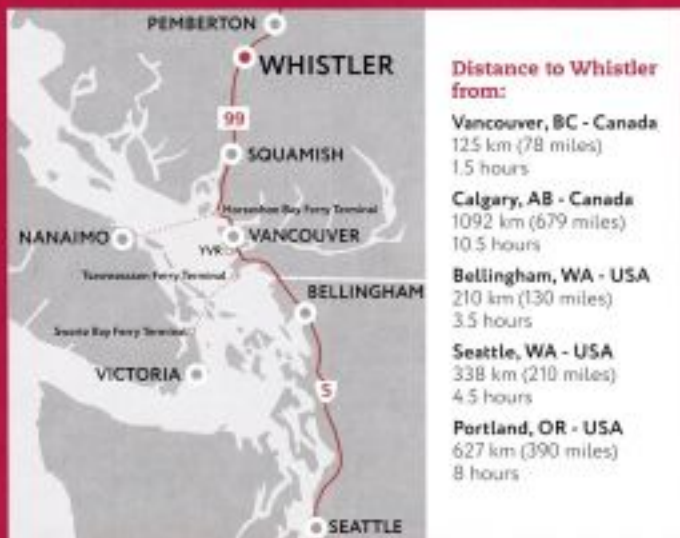 PEMBERTON
WHISTLER
99
SQUAMISH
Horseshoe Bay Ferry Terminal
NANAIMO
VANCOUVER
YVR
Tsawwassen Ferry Terminal
BELLINGHAM
Swartz Bay Ferry Terminal
VICTORIA
5
SEATTLE
Distance to Whistler
from:
Vancouver, BC - Canada
125 km (78 miles)
1.5 hours
Calgary, AB - Canada
1092 km (679 miles)
10.5 hours
Bellingham, WA - USA
210 km (130 miles)
3.5 hours
Seattle, WA - USA
338 km (210 miles)
4.5 hours
Portland, OR - USA
627 km (390 miles)
8 hours